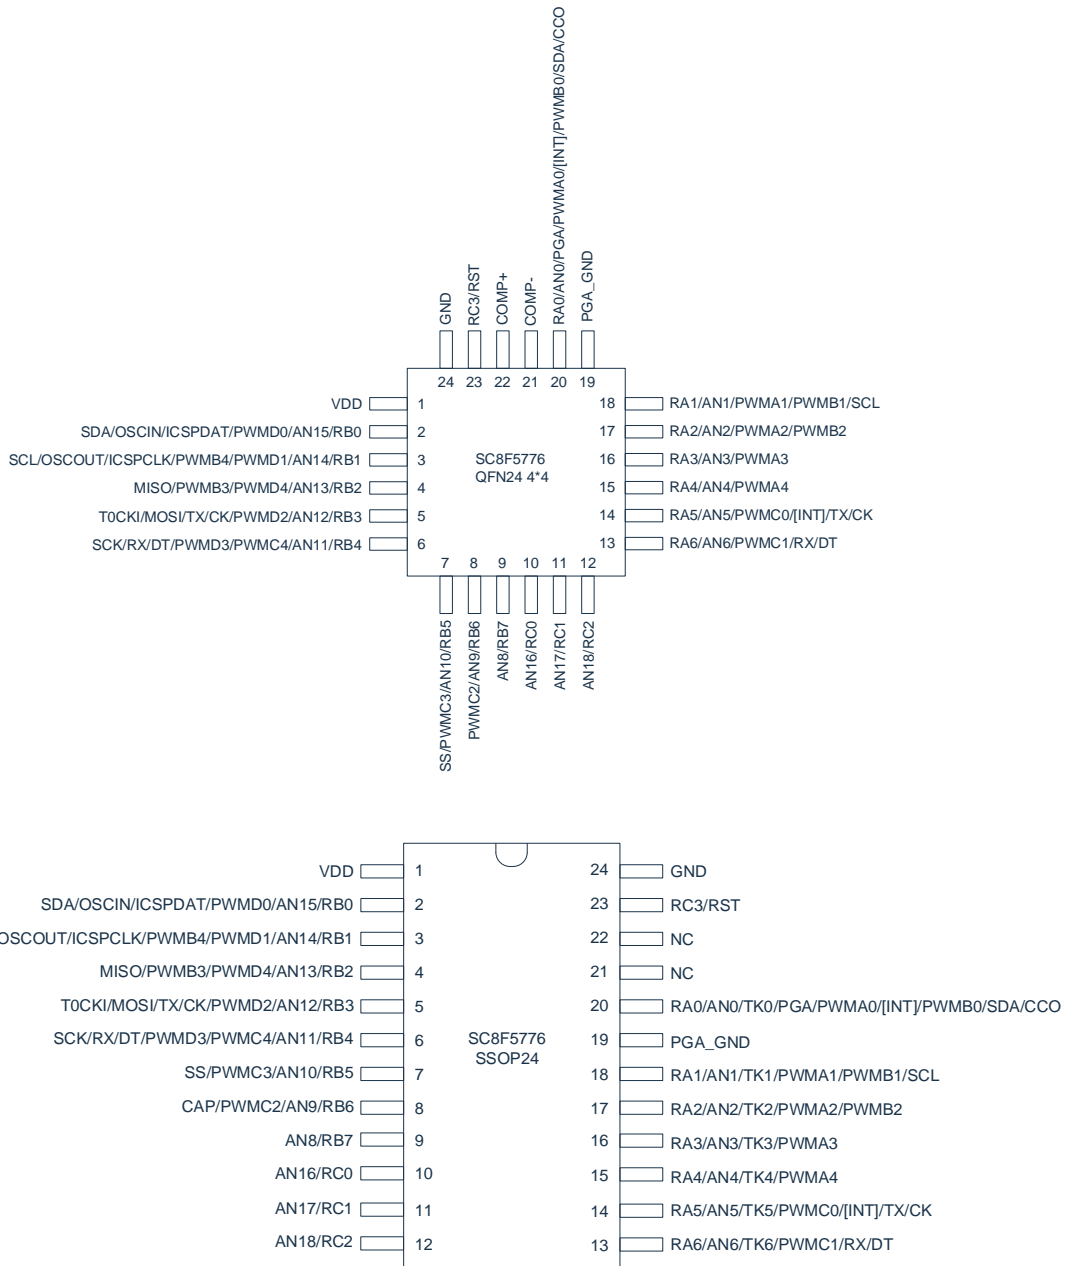 GND
RC3/RST
COMP+
COMP-
RA0/AN0/PGA/PWMA0/[INT]/PWMB0/SDA/CCO
PGA_GND
24 23 22 21 20 19
VDD 1
SDA/OSCIN/ICSPDAT/PWMD0/AN15/RB0 2
SCL/OSCOUT/ICSPCLK/PWMB4/PWMD1/AN14/RB1 3
MISO/PWMB3/PWMD4/AN13/RB2 4
T0CKI/MOSI/TX/CK/PWMD2/AN12/RB3 5
SCK/RX/DT/PWMD3/PWMC4/AN11/RB4 6
SC8F5776
QFN24 4*4
18 RA1/AN1/PWMA1/PWMB1/SCL
17 RA2/AN2/PWMA2/PWMB2
16 RA3/AN3/PWMA3
15 RA4/AN4/PWMA4
14 RA5/AN5/PWMC0/[INT]/TX/CK
13 RA6/AN6/PWMC1/RX/DT
7 8 9 10 11 12
SS/PWMC3/AN10/RB5
PWMC2/AN9/RB6
AN8/RB7
AN16/RC0
AN17/RC1
AN18/RC2
VDD 1
SDA/OSCIN/ICSPDAT/PWMD0/AN15/RB0 2
OSCOUT/ICSPCLK/PWMB4/PWMD1/AN14/RB1 3
MISO/PWMB3/PWMD4/AN13/RB2 4
T0CKI/MOSI/TX/CK/PWMD2/AN12/RB3 5
SCK/RX/DT/PWMD3/PWMC4/AN11/RB4 6
SS/PWMC3/AN10/RB5 7
CAP/PWMC2/AN9/RB6 8
AN8/RB7 9
AN16/RC0 10
AN17/RC1 11
AN18/RC2 12
SC8F5776
SSOP24
24 GND
23 RC3/RST
22 NC
21 NC
20 RA0/AN0/TK0/PGA/PWMA0/[INT]/PWMB0/SDA/CCO
19 PGA_GND
18 RA1/AN1/TK1/PWMA1/PWMB1/SCL
17 RA2/AN2/TK2/PWMA2/PWMB2
16 RA3/AN3/TK3/PWMA3
15 RA4/AN4/TK4/PWMA4
14 RA5/AN5/TK5/PWMC0/[INT]/TX/CK
13 RA6/AN6/TK6/PWMC1/RX/DT